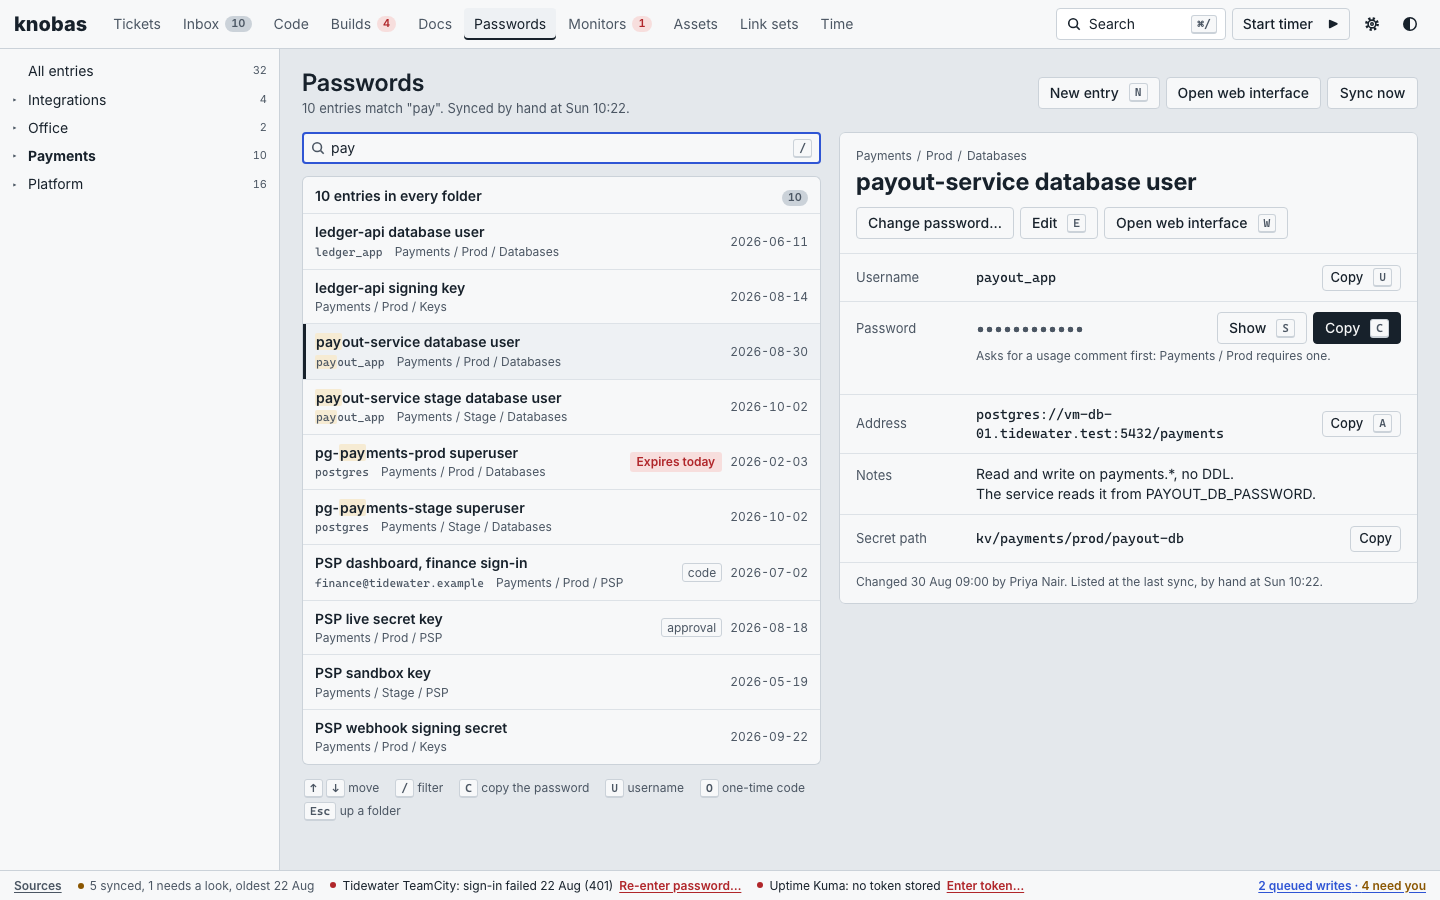 knobas Tickets Inbox 10 Code Builds 4 Docs Passwords Monitors 1 Assets Link sets Time Search ⌘/ Start timer
All entries 32
Integrations 4
Office 2
Payments 10
Platform 16
Passwords
10 entries match "pay". Synced by hand at Sun 10:22.
New entry N Open web interface Sync now
pay /
10 entries in every folder 10
ledger-api database user
ledger_app Payments / Prod / Databases
2026-06-11
ledger-api signing key
Payments / Prod / Keys
2026-08-14
payout-service database user
payout_app Payments / Prod / Databases
2026-08-30
payout-service stage database user
payout_app Payments / Stage / Databases
2026-10-02
pg-payments-prod superuser
postgres Payments / Prod / Databases
Expires today 2026-02-03
pg-payments-stage superuser
postgres Payments / Stage / Databases
2026-10-02
PSP dashboard, finance sign-in
finance@tidewater.example Payments / Prod / PSP
code 2026-07-02
PSP live secret key
Payments / Prod / PSP
approval 2026-08-18
PSP sandbox key
Payments / Stage / PSP
2026-05-19
PSP webhook signing secret
Payments / Prod / Keys
2026-09-22
↑ ↓ move / filter C copy the password U username O one-time code
Esc up a folder
Payments / Prod / Databases
payout-service database user
Change password... Edit E Open web interface W
Username payout_app Copy U
Password •••••••••••• Show S Copy C
Asks for a usage comment first: Payments / Prod requires one.
Address postgres://vm-db-
01.tidewater.test:5432/payments
Copy A
Notes Read and write on payments.*, no DDL.
The service reads it from PAYOUT_DB_PASSWORD.
Secret path kv/payments/prod/payout-db Copy
Changed 30 Aug 09:00 by Priya Nair. Listed at the last sync, by hand at Sun 10:22.
Sources 5 synced, 1 needs a look, oldest 22 Aug Tidewater TeamCity: sign-in failed 22 Aug (401) Re-enter password... Uptime Kuma: no token stored Enter token... 2 queued writes · 4 need you